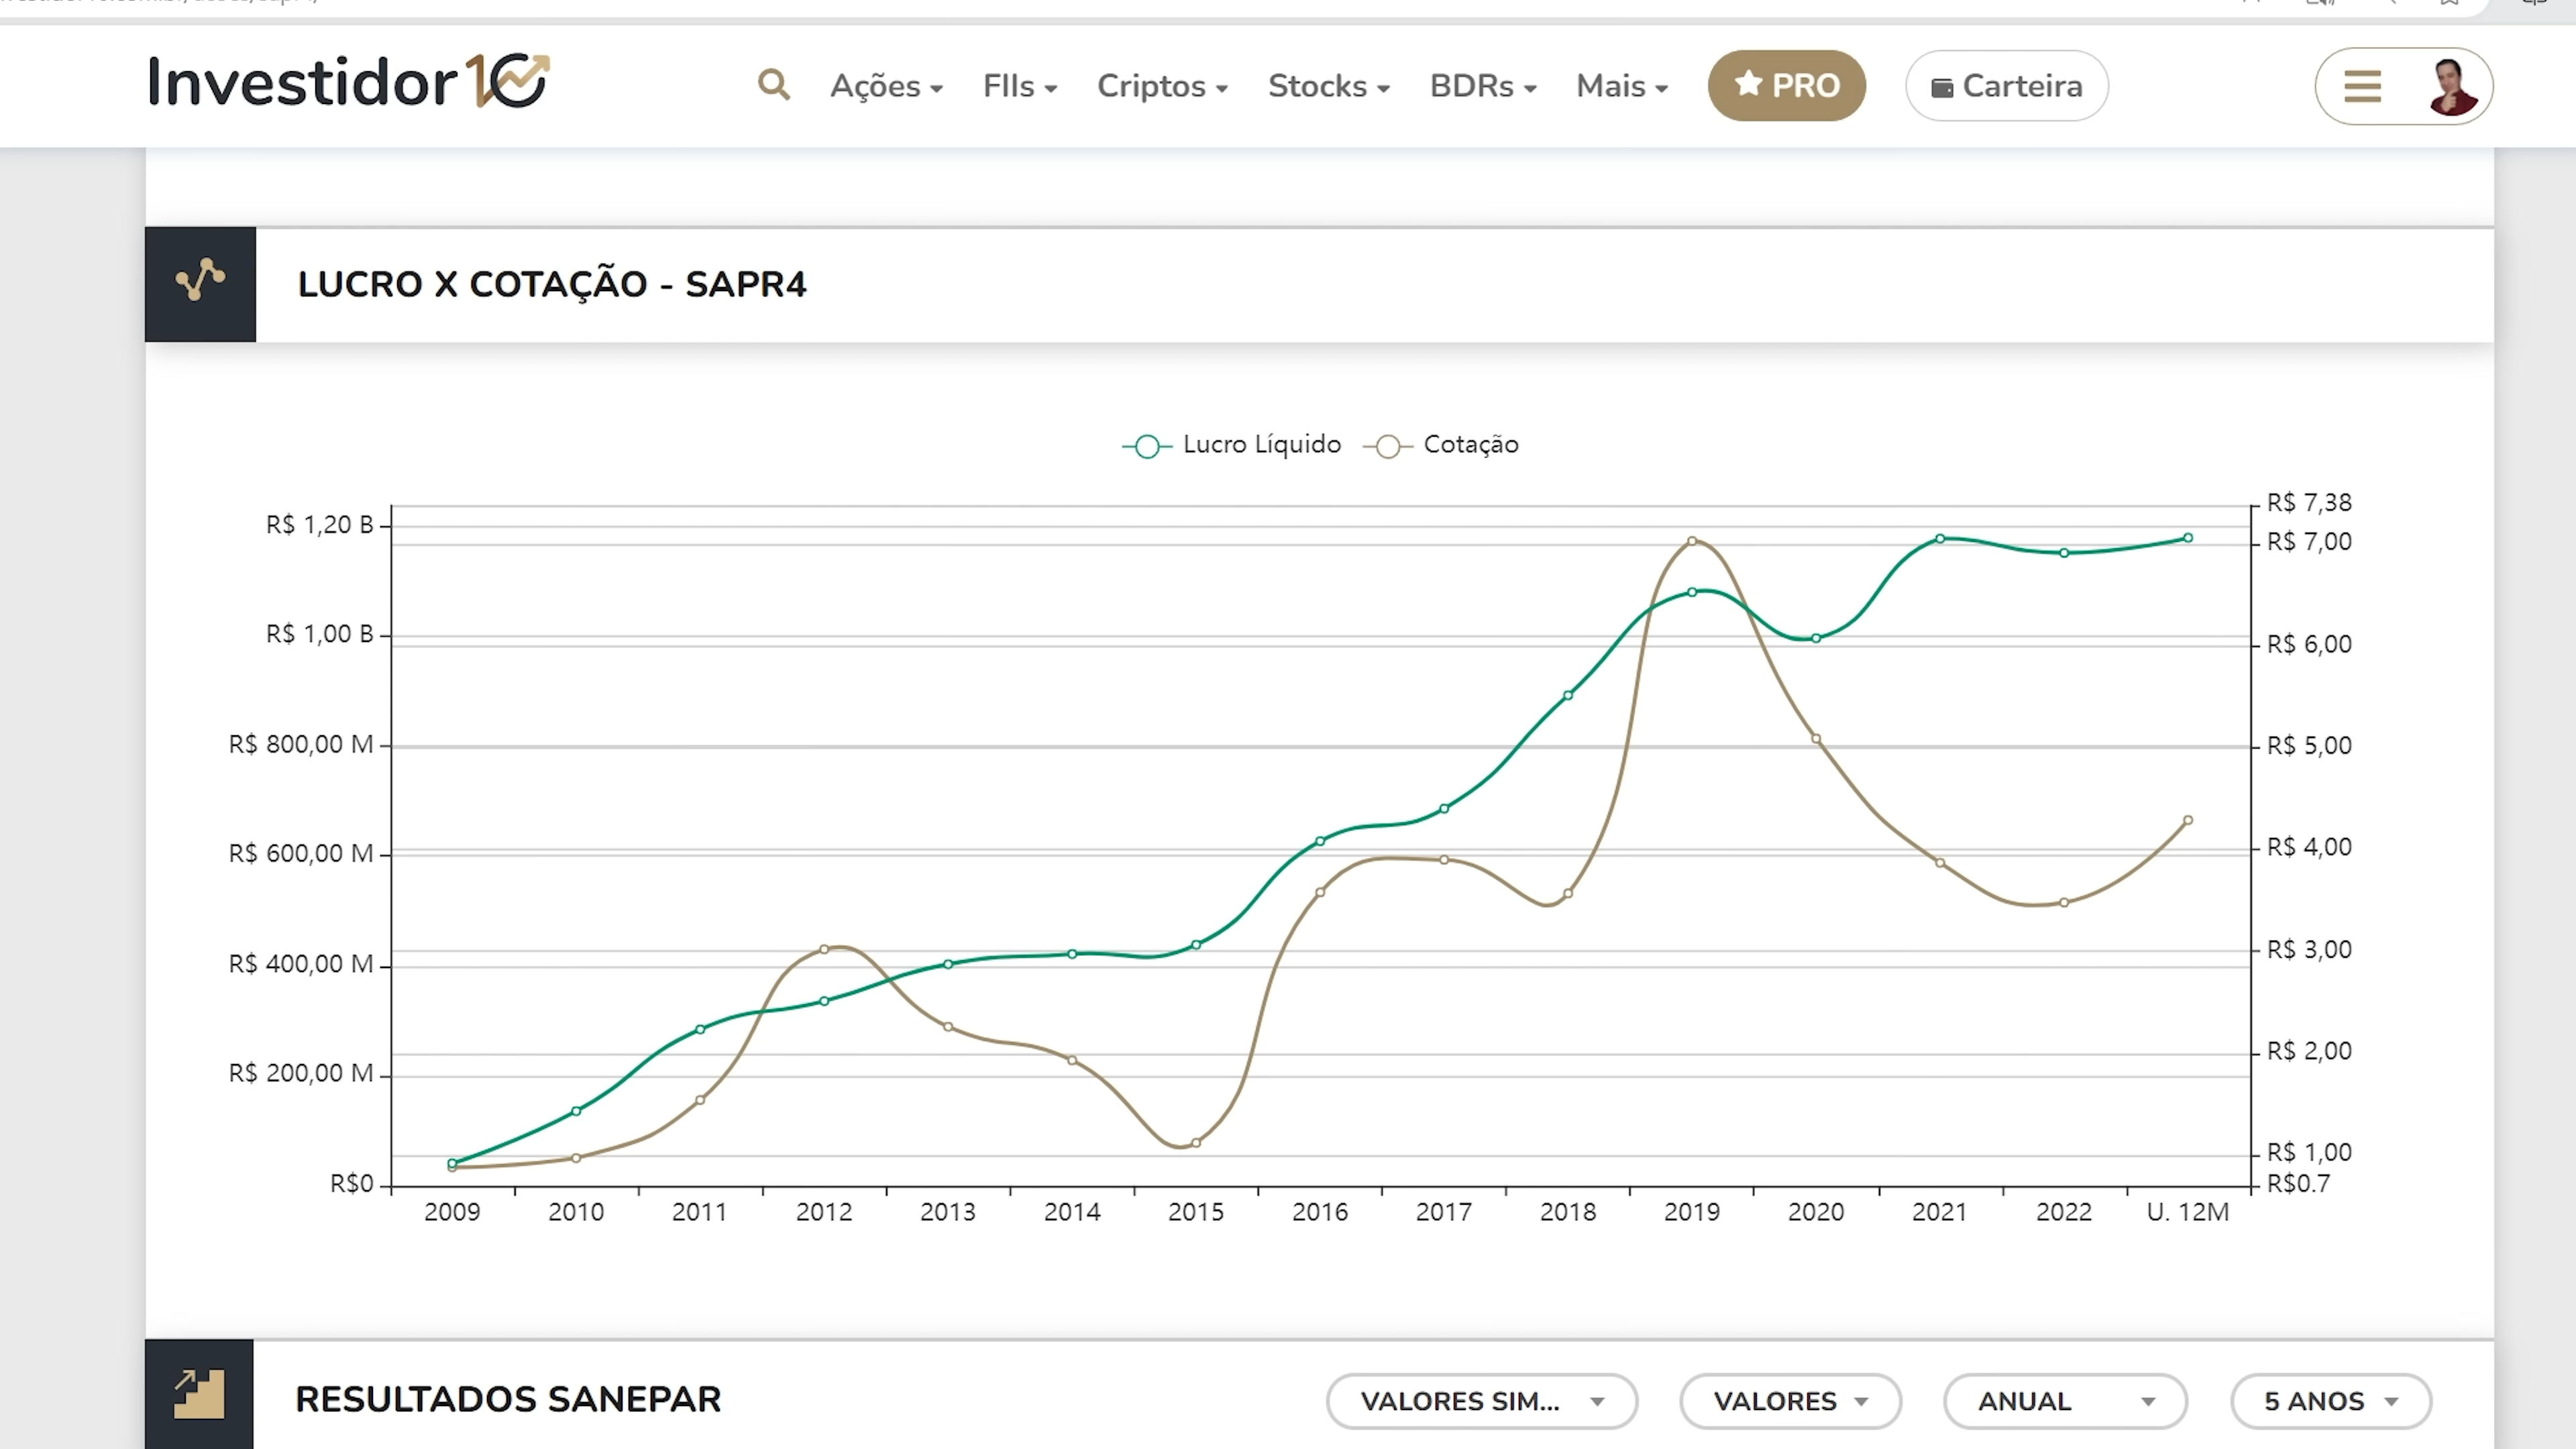 Investidor10
Ações FIIs Criptos Stocks BDRs Mais PRO Carteira
LUCRO X COTAÇÃO - SAPR4
Lucro Líquido Cotação
R$ 1,20 B
R$ 1,00 B
R$ 800,00 M
R$ 600,00 M
R$ 400,00 M
R$ 200,00 M
R$0
R$ 7,38
R$ 7,00
R$ 6,00
R$ 5,00
R$ 4,00
R$ 3,00
R$ 2,00
R$ 1,00
R$0.7
2009 2010 2011 2012 2013 2014 2015 2016 2017 2018 2019 2020 2021 2022 U. 12M
RESULTADOS SANEPAR
VALORES SIM... VALORES ANUAL 5 ANOS